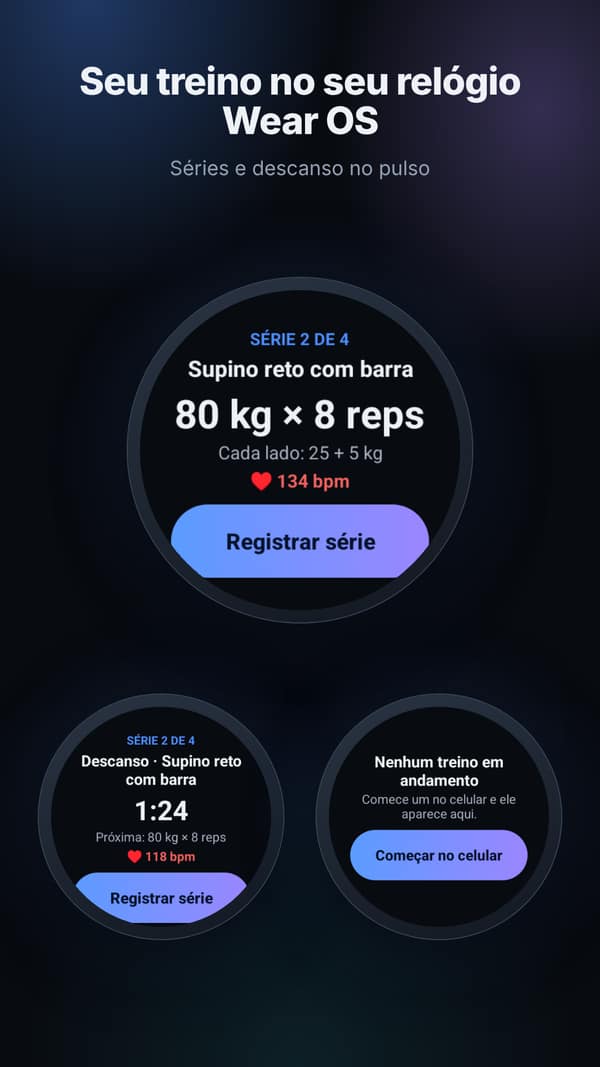 Seu treino no seu relógio
Wear OS
Séries e descanso no pulso
SÉRIE 2 DE 4
Supino reto com barra
80 kg × 8 reps
Cada lado: 25 + 5 kg
134 bpm
Registrar série
SÉRIE 2 DE 4
Descanso · Supino reto
com barra
1:24
Próxima: 80 kg × 8 reps
118 bpm
Registrar série
Nenhum treino em
andamento
Comece um no celular e ele
aparece aqui.
Começar no celular